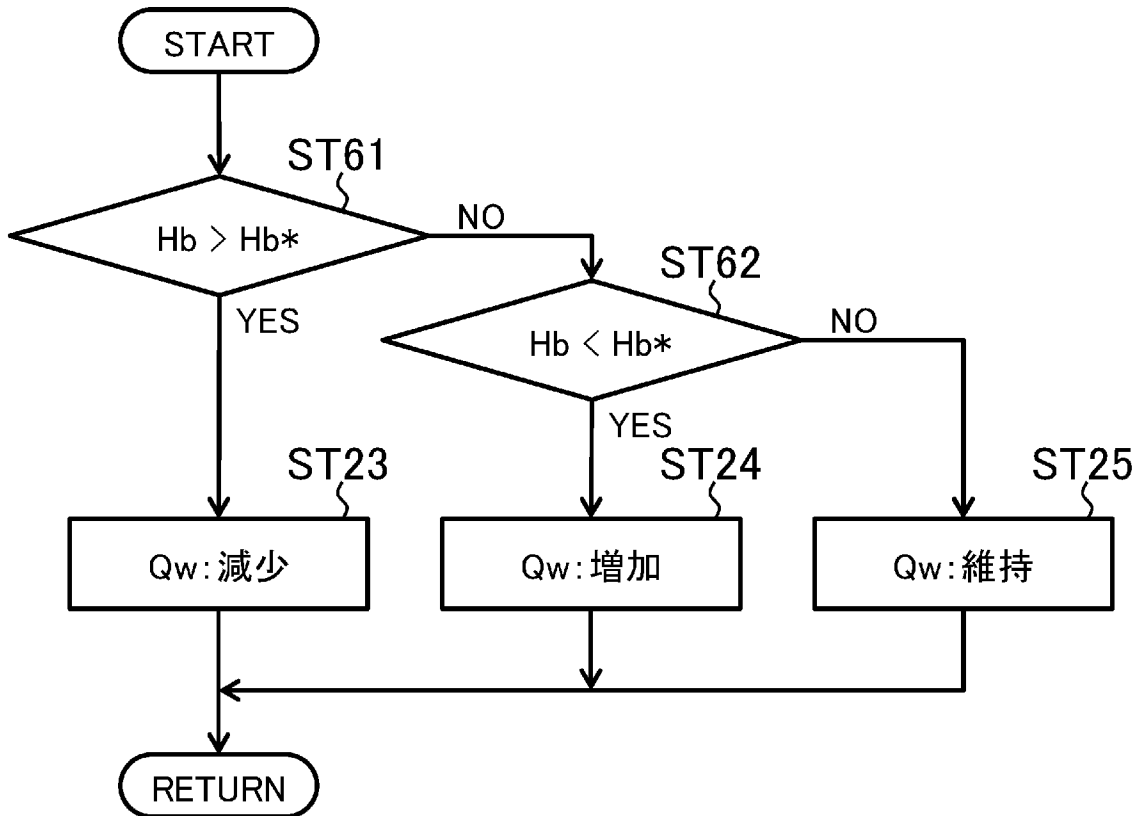 START
ST61
Hb > Hb*
NO
YES
ST62
Hb < Hb*
NO
YES
ST23
Qw:減少
ST24
Qw:増加
ST25
Qw:維持
RETURN